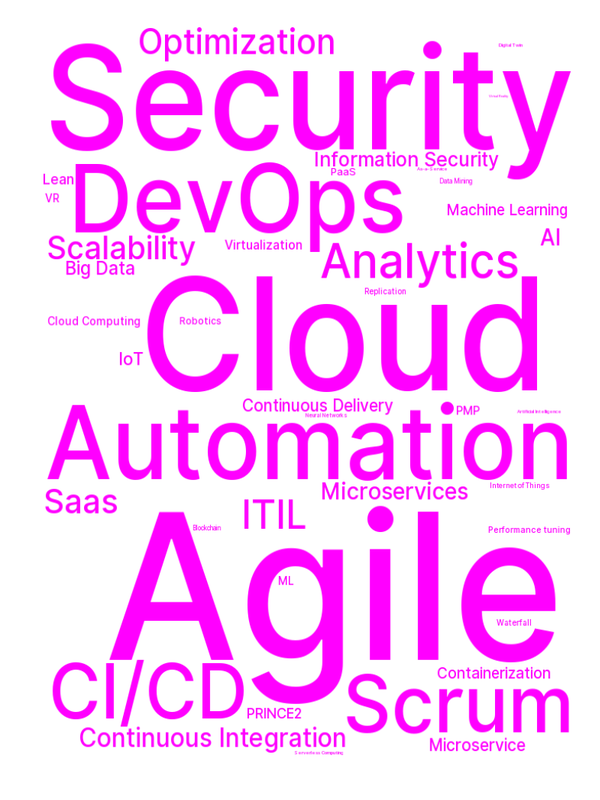 Optimization
Digital Twin
Security
Information Security
PaaS
Data Mining
Lean
DevOps
VR
Machine Learning
AI
Scalability
Virtualization
Analytics
Big Data
Replication
Cloud
Cloud Computing
Robotics
IoT
Continuous Delivery
PMP
Artificial Intelligence
Neural Networks
Automation
Microservices
Internet of Things
Saas
ITIL
Blockchain
Performance tuning
Agile
ML
Waterfall
CI/CD
Containerization
Scrum
PRINCE2
Continuous Integration
Microservice
Serverless Computing